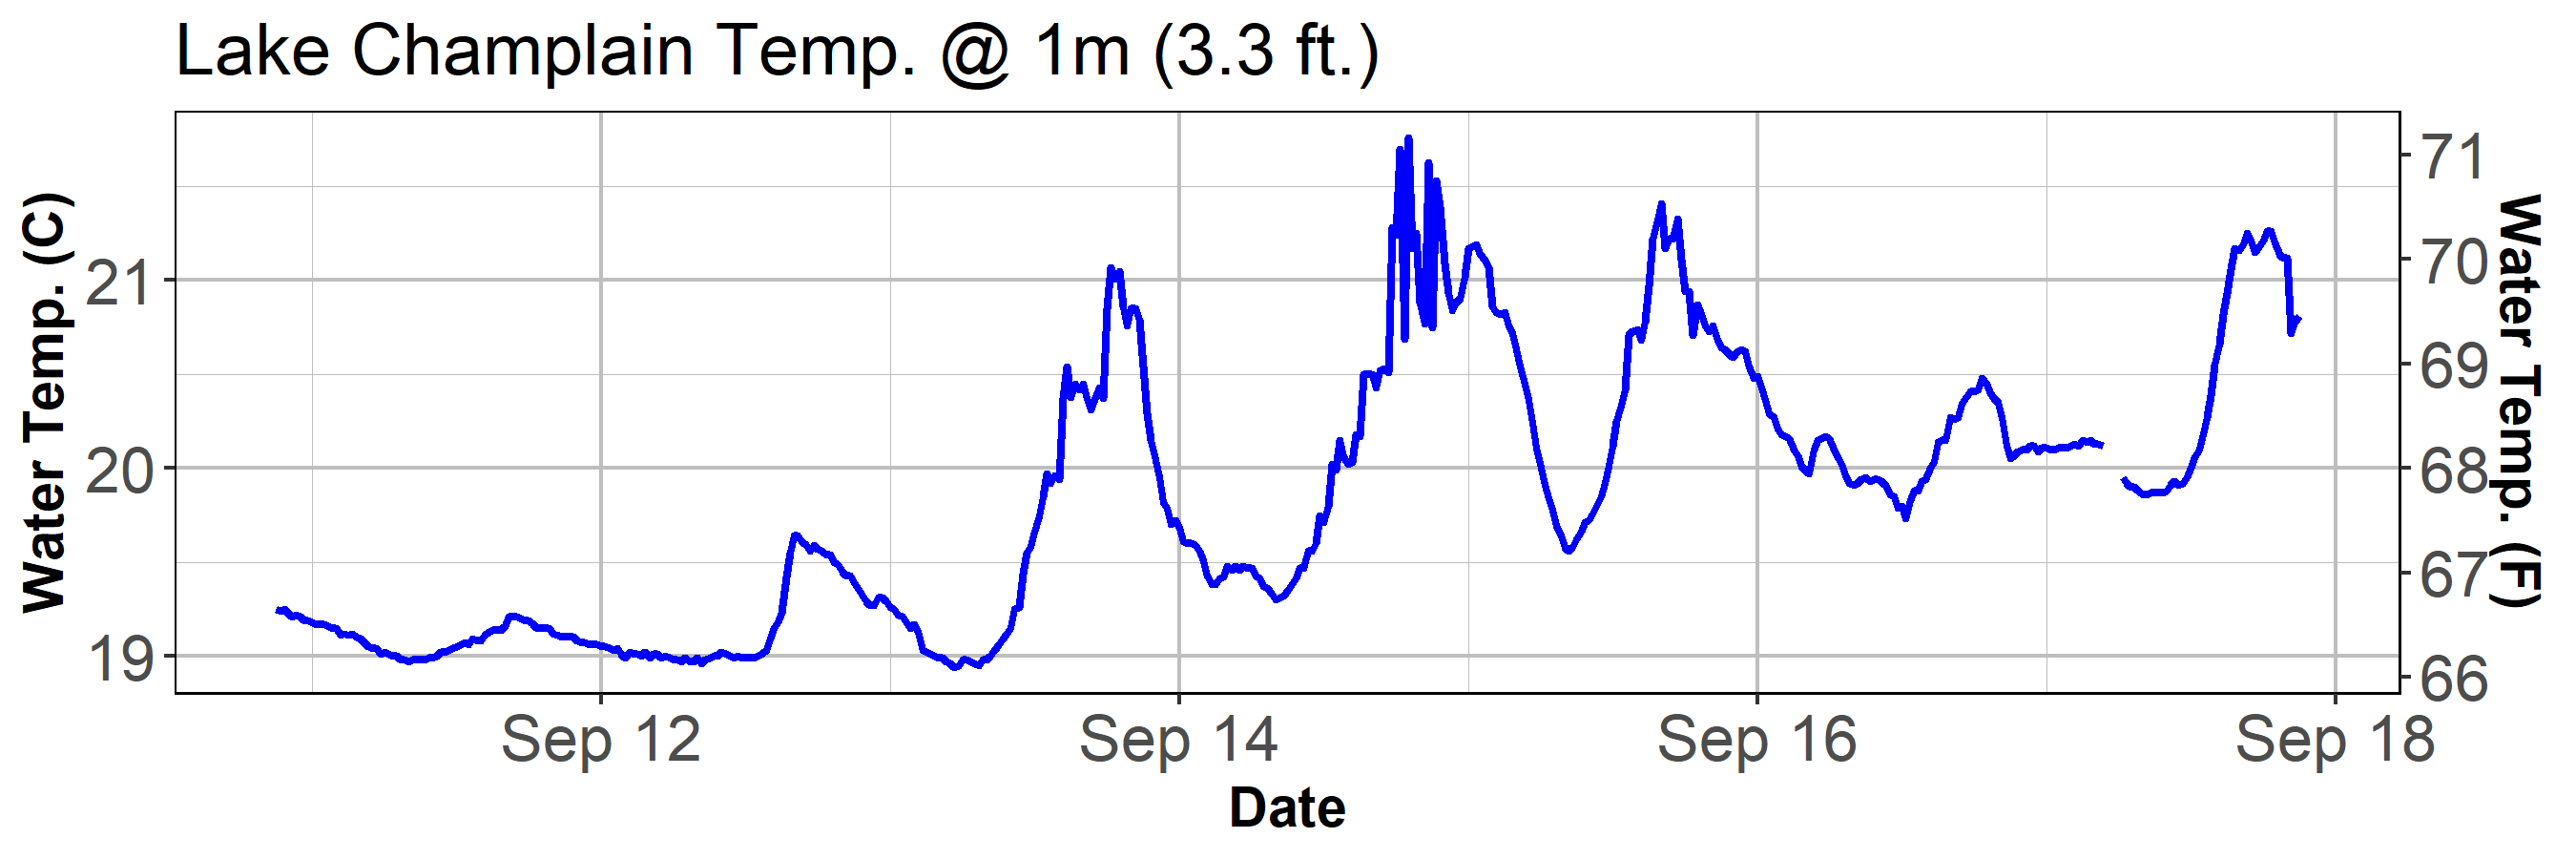 Lake Champlain Temp. @ 1m (3.3 ft.)
Water Temp. (C)
21
20
19
71
70
69
68
67
66
Water Temp. (F)
Sep 12 Sep 14 Sep 16 Sep 18
Date